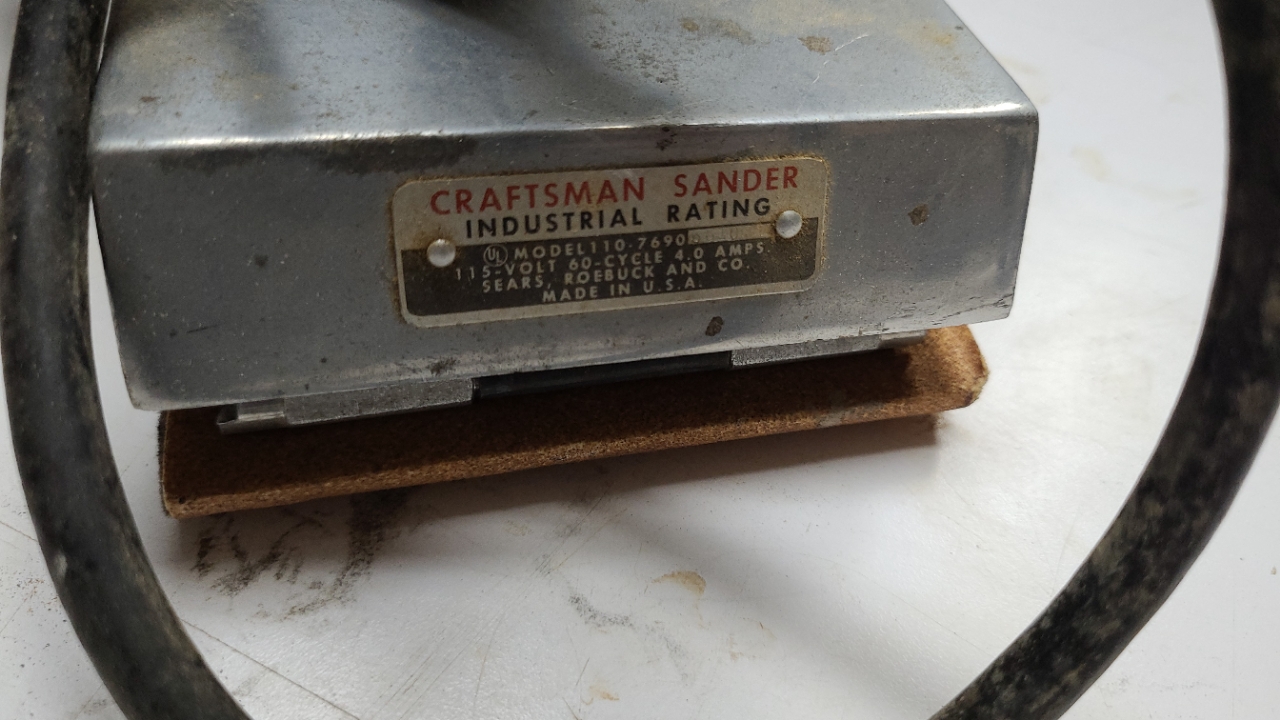 CRAFTSMAN SANDER
INDUSTRIAL RATING
UL MODEL 110-7690
115-VOLT 60-CYCLE 4.0 AMPS.
SEARS, ROEBUCK AND CO.
MADE IN U.S.A.